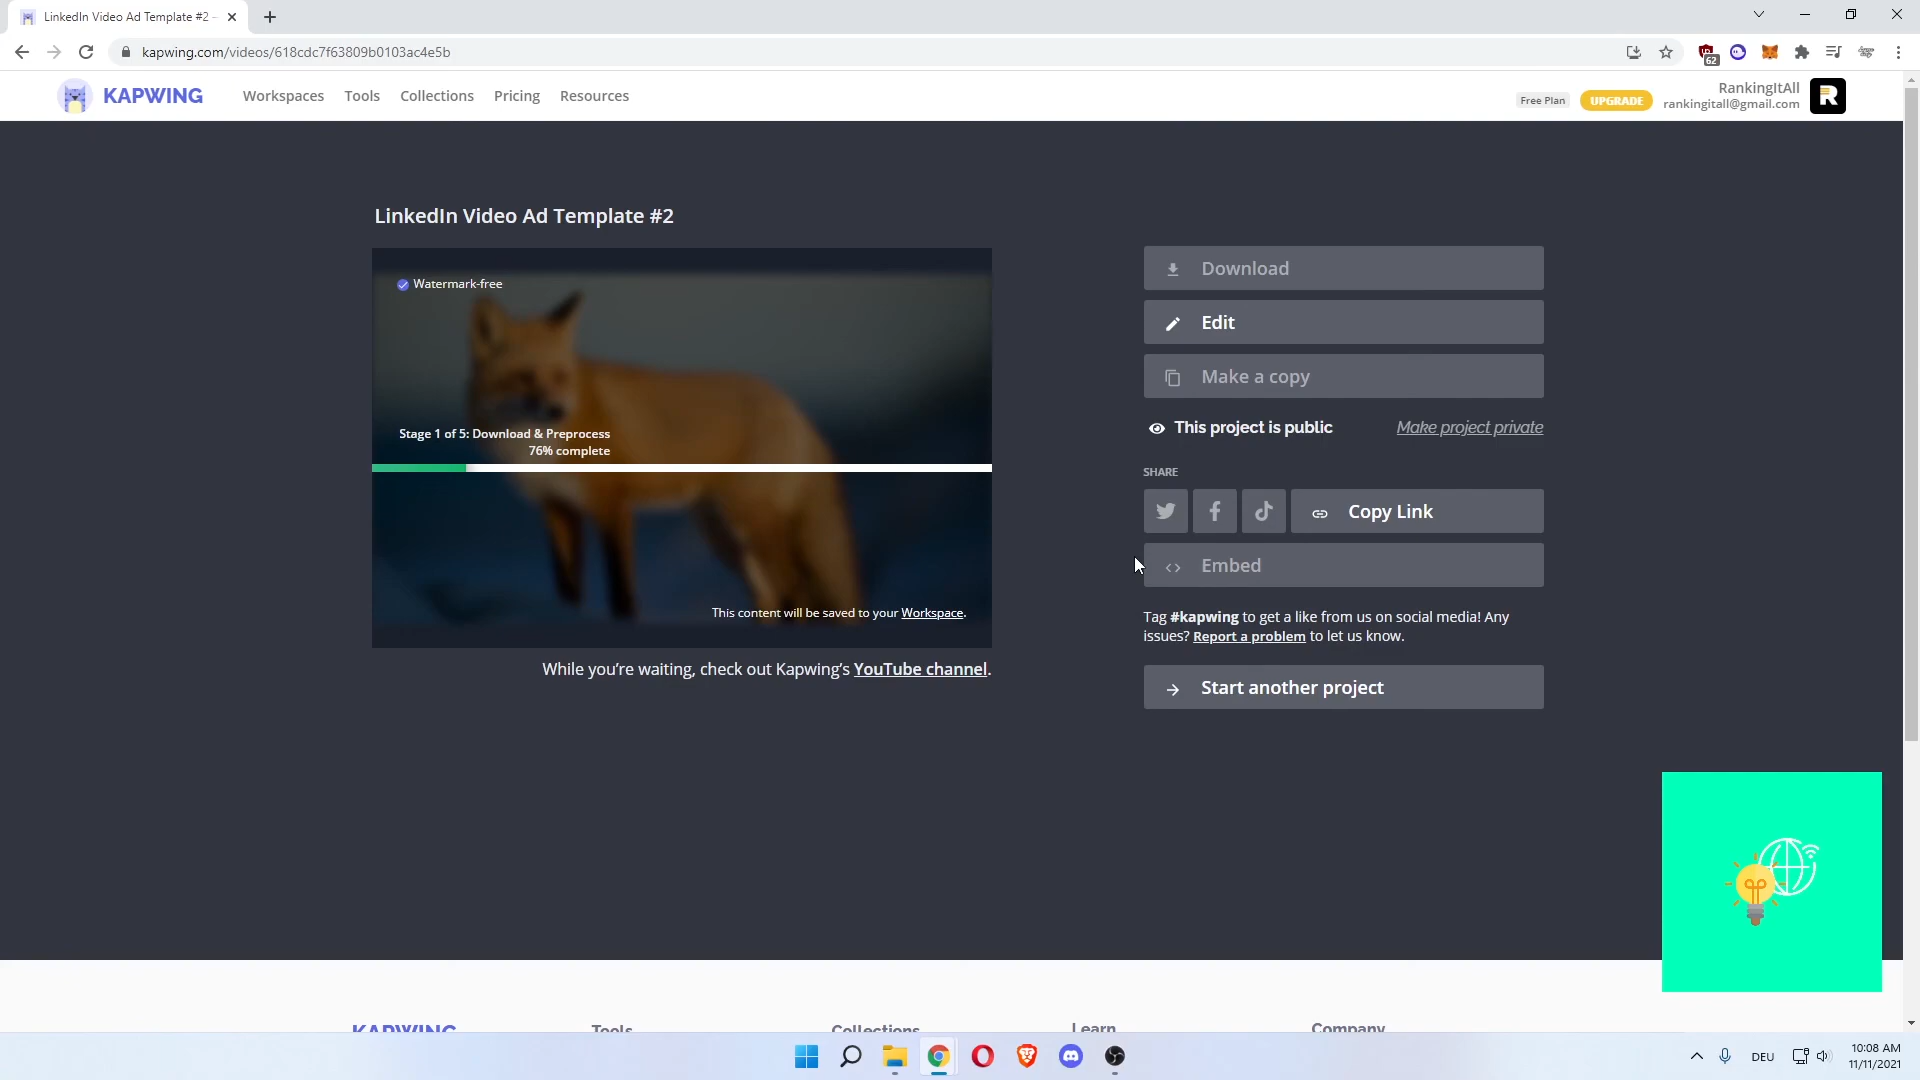 LinkedIn Video Ad Template #2 -
kapwing.com/videos/618cdc7f63809b0103ac4e5b
62
KAPWING
Workspaces
Tools
Collections
Pricing
Resources
Free Plan
UPGRADE
RankingItAll
rankingitall@gmail.com
R
LinkedIn Video Ad Template #2
Watermark-free
Stage 1 of 5: Download & Preprocess
76% complete
This content will be saved to your Workspace.
While you're waiting, check out Kapwing's YouTube channel.
Download
Edit
Make a copy
This project is public
Make project private
SHARE
Copy Link
Embed
Tag #kapwing to get a like from us on social media! Any
issues? Report a problem to let us know.
Start another project
KAPWING
Tools
Collections
Learn
Company
DEU
10:08 AM
11/11/2021